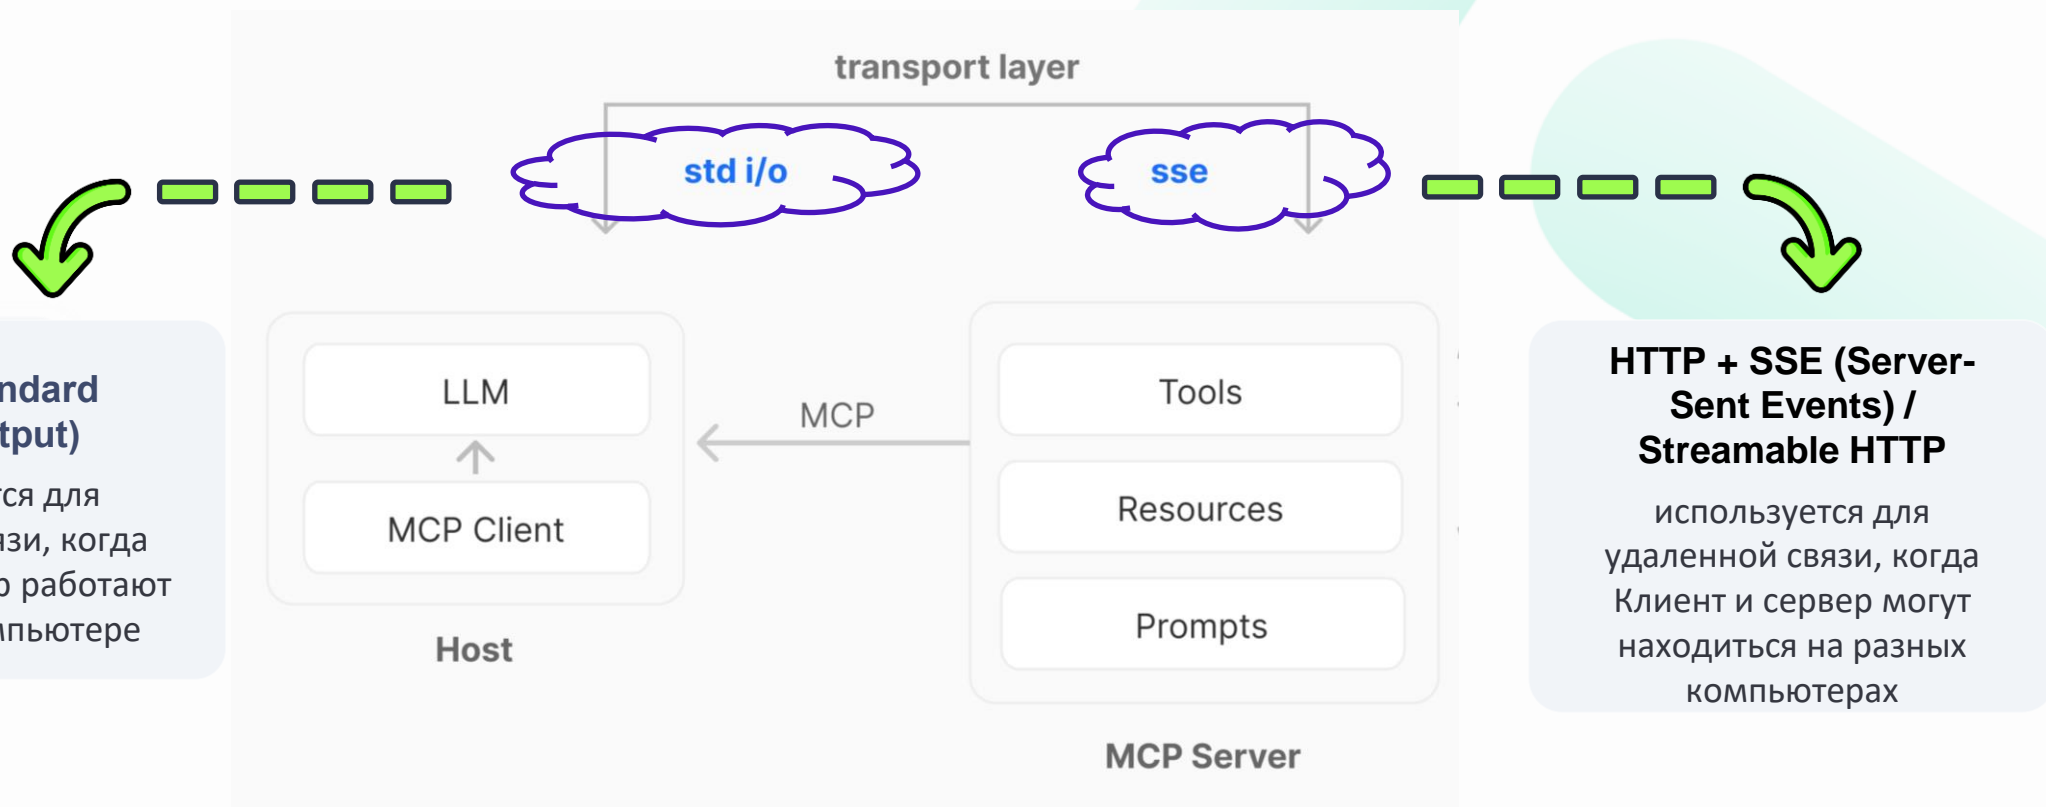 transport layer
std i/o
sse
ndard
tput)
ся для
язи, когда
р работают
мпьютере
LLM
MCP Client
Host
MCP
Tools
Resources
Prompts
MCP Server
HTTP + SSE (Server-
Sent Events) /
Streamable HTTP
используется для
удаленной связи, когда
Клиент и сервер могут
находиться на разных
компьютерах